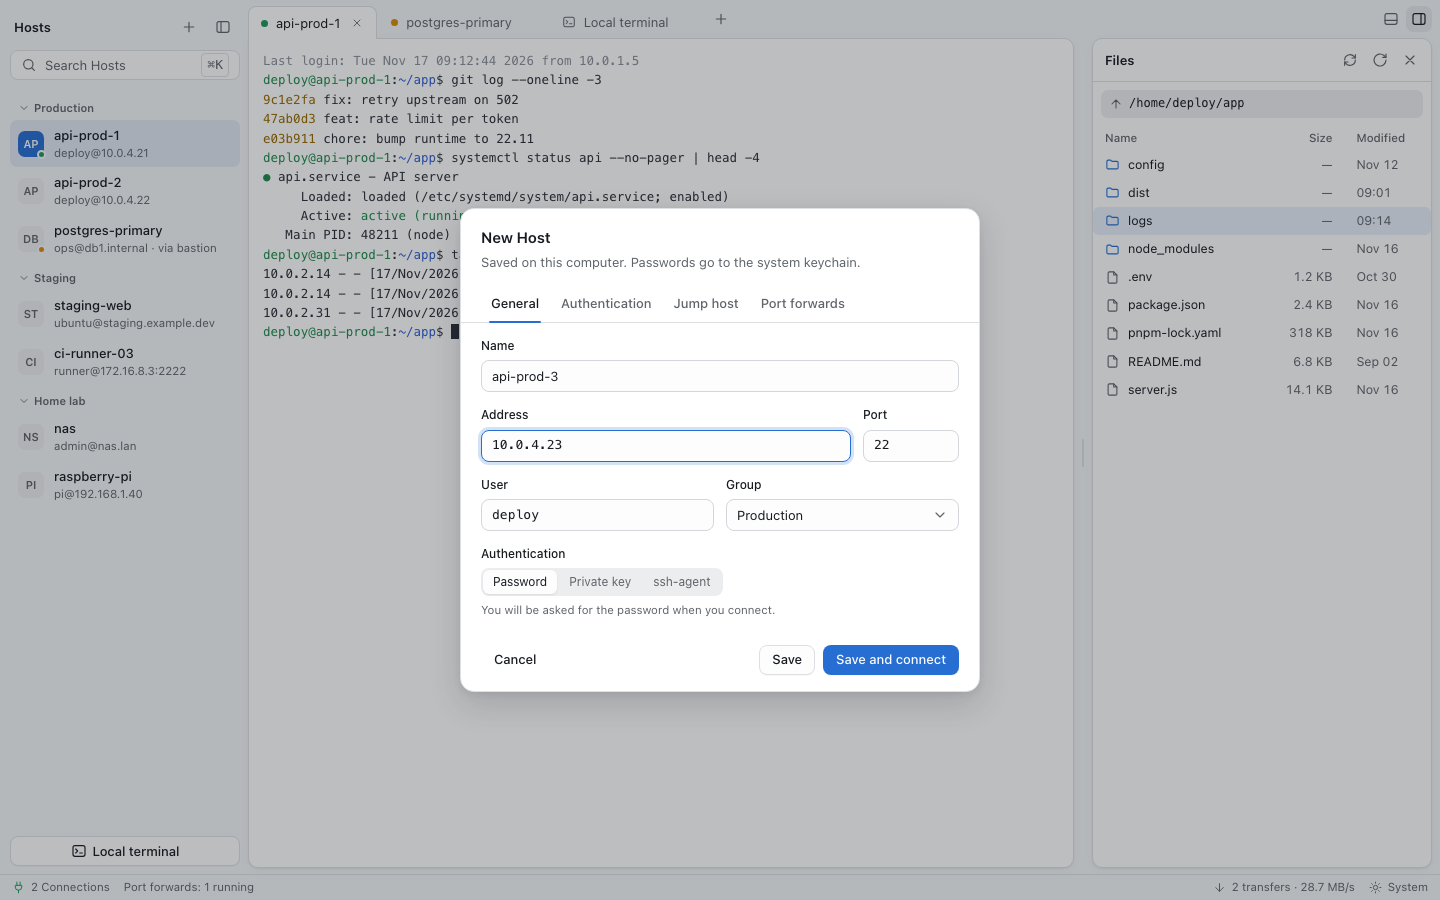 Hosts
Search Hosts
⌘K
Production
AP
api-prod-1
deploy@10.0.4.21
AP
api-prod-2
deploy@10.0.4.22
DB
postgres-primary
ops@db1.internal · via bastion
Staging
ST
staging-web
ubuntu@staging.example.dev
CI
ci-runner-03
runner@172.16.8.3:2222
Home lab
NS
nas
admin@nas.lan
PI
raspberry-pi
pi@192.168.1.40
Local terminal
api-prod-1
postgres-primary
Local terminal
Last login: Tue Nov 17 09:12:44 2026 from 10.0.1.5
deploy@api-prod-1:~/app$ git log --oneline -3
9c1e2fa fix: retry upstream on 502
47ab0d3 feat: rate limit per token
e03b911 chore: bump runtime to 22.11
deploy@api-prod-1:~/app$ systemctl status api --no-pager | head -4
● api.service - API server
Loaded: loaded (/etc/systemd/system/api.service; enabled)
Active: active (runnin
Main PID: 48211 (node)
deploy@api-prod-1:~/app$ t
10.0.2.14 - - [17/Nov/2026
10.0.2.14 - - [17/Nov/2026
10.0.2.31 - - [17/Nov/2026
deploy@api-prod-1:~/app$
New Host
Saved on this computer. Passwords go to the system keychain.
General Authentication Jump host Port forwards
Name
api-prod-3
Address Port
10.0.4.23 22
User Group
deploy Production
Authentication
Password Private key ssh-agent
You will be asked for the password when you connect.
Cancel Save Save and connect
Files
/home/deploy/app
Name Size Modified
config — Nov 12
dist — 09:01
logs — 09:14
node_modules — Nov 16
.env 1.2 KB Oct 30
package.json 2.4 KB Nov 16
pnpm-lock.yaml 318 KB Nov 16
README.md 6.8 KB Sep 02
server.js 14.1 KB Nov 16
2 Connections Port forwards: 1 running
2 transfers · 28.7 MB/s System